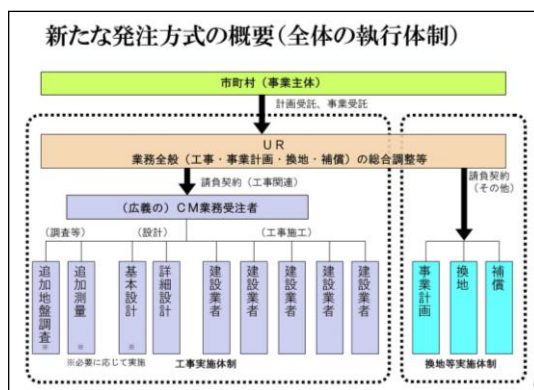 新たな発注方式の概要(全体の執行体制)
市町村(事業主体)
計画受託、事業受託
UR
業務全般(工事・事業計画・換地・補償)の総合調整等
請負契約(工事関連)
請負契約
(その他)
(広義の)CM業務受注者
(調査等)
(設計)
(工事施工)
追加地盤調査※
追加測量※
基本設計※
詳細設計
建設業者
建設業者
建設業者
建設業者
建設業者
事業計画
換地
補償
※必要に応じて実施
工事実施体制
換地等実施体制